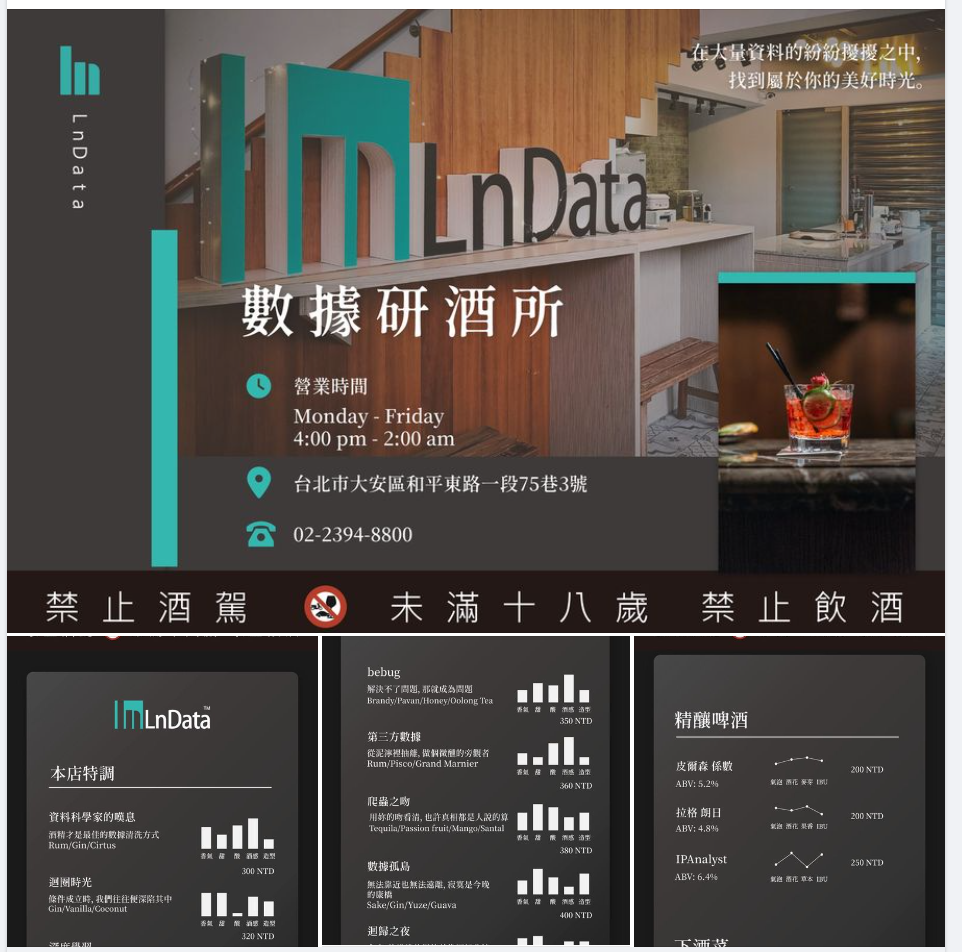 LnData
在大量資料的紛紛擾擾之中,
找到屬於你的美好時光。
LnData
數據研酒所
營業時間
Monday - Friday
4:00 pm - 2:00 am
台北市大安區和平東路一段75巷3號
02-2394-8800
禁止酒駕 未滿十八歲 禁止飲酒
LnData™
本店特調
資料科學家的嘆息
酒精才是最佳的數據清洗方式
Rum/Gin/Cirtus
香氣 甜 酸 酒感 造型
300 NTD
迴圈時光
條件成立時, 我們往往便深陷其中
Gin/Vanilla/Coconut
香氣 甜 酸 酒感 造型
320 NTD
bebug
解決不了問題, 那就成為問題
Brandy/Pavan/Honey/Oolong Tea
香氣 甜 酸 酒感 造型
350 NTD
第三方數據
從泥濘裡抽離, 做個微醺的旁觀者
Rum/Pisco/Grand Marnier
香氣 甜 酸 酒感 造型
360 NTD
爬蟲之吻
用妳的吻看清, 也許真相都是人說的算
Tequila/Passion fruit/Mango/Santal
香氣 甜 酸 酒感 造型
380 NTD
數據孤島
無法靠近也無法遠離, 寂寞是今晚
的儀橋
Sake/Gin/Yuze/Guava
香氣 甜 酸 酒感 造型
400 NTD
迴歸之夜
精釀啤酒
皮爾森 係數
ABV: 5.2%
氣泡 酒花 麥芽 IBU
200 NTD
拉格 朗日
ABV: 4.8%
氣泡 酒花 果香 IBU
200 NTD
IPAnalyst
ABV: 6.4%
氣泡 酒花 草本 IBU
250 NTD
下酒菜